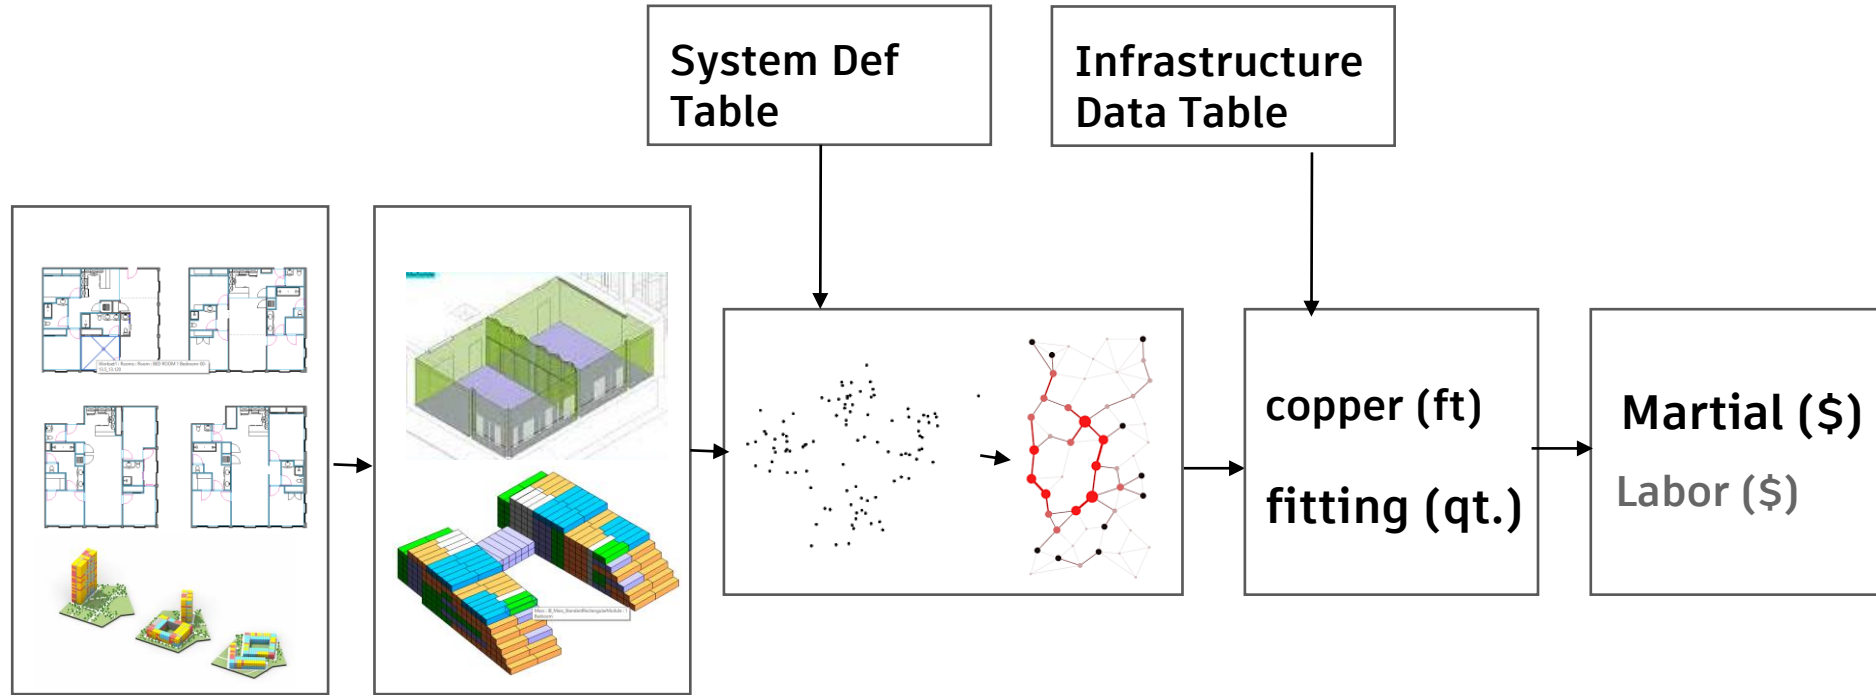 System Def
Table
Infrastructure
Data Table
copper (ft)
fitting (qt.)
Martial ($)
Labor ($)